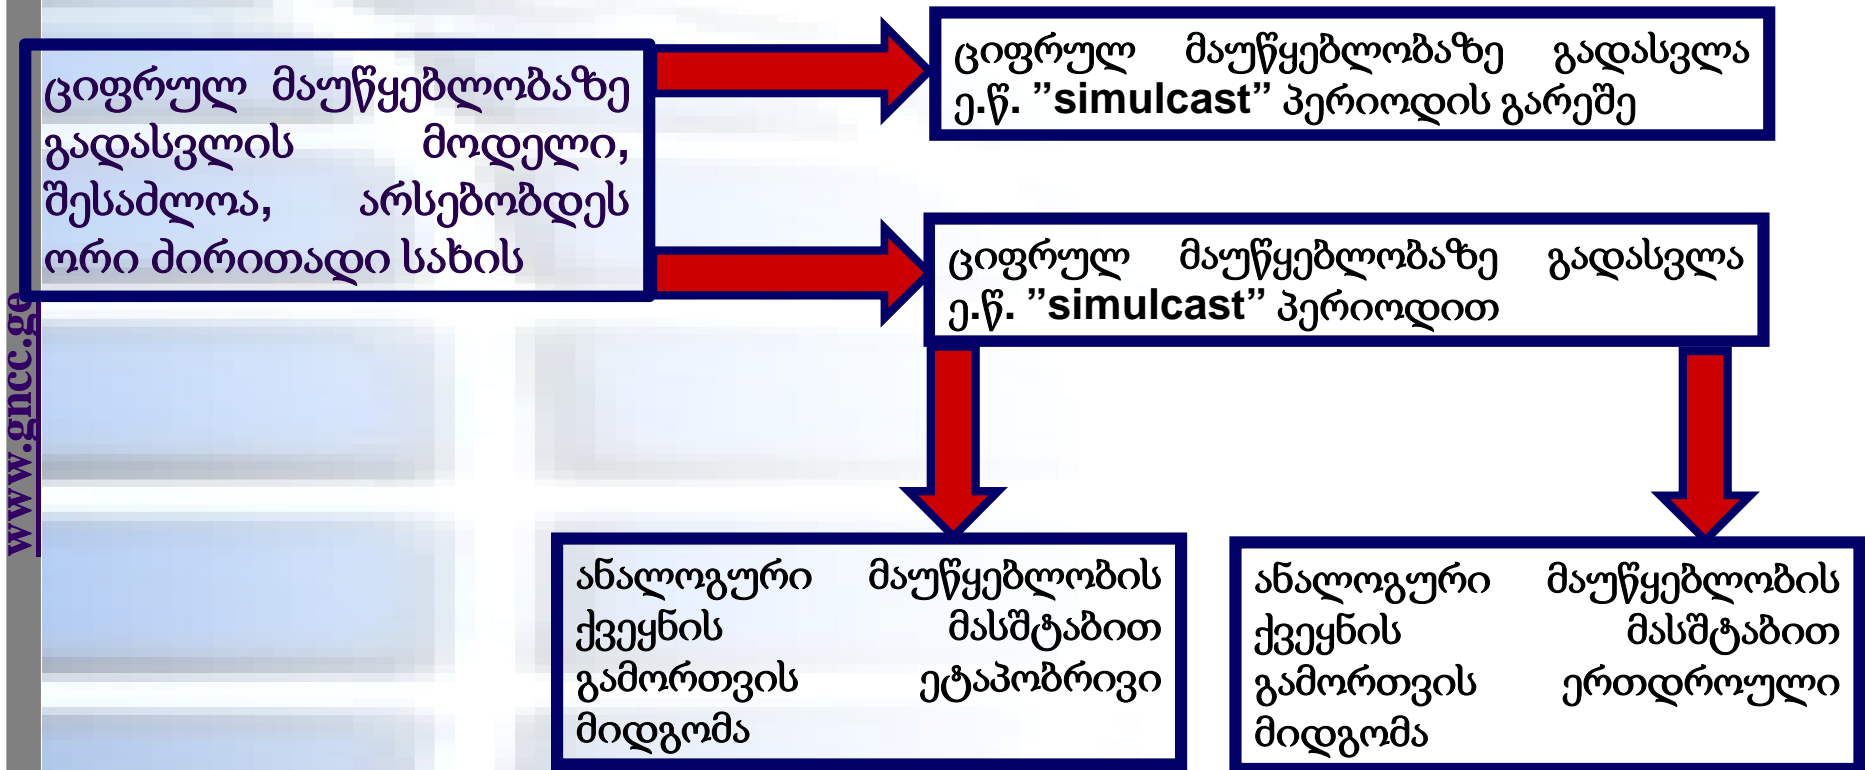 ციფრულ მაუწყებლობაზე
გადასვლის მოდელი,
შესაძლოა, არსებობდეს
ორი ძირითადი სახის
ციფრულ მაუწყებლობაზე გადასვლა
ე.წ. ”simulcast” პერიოდის გარეშე
ციფრულ მაუწყებლობაზე გადასვლა
ე.წ. ”simulcast” პერიოდით
ანალოგური მაუწყებლობის
ქვეყნის მასშტაბით
გამორთვის ეტაპობრივი
მიდგომა
ანალოგური მაუწყებლობის
ქვეყნის მასშტაბით
გამორთვის ერთდროული
მიდგომა
www.gncc.ge